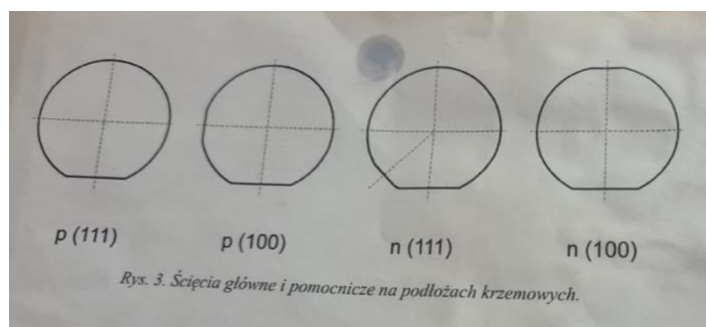 p (111) p (100) n (111) n (100)
Rys. 3. Ścięcia główne i pomocnicze na podłożach krzemowych.